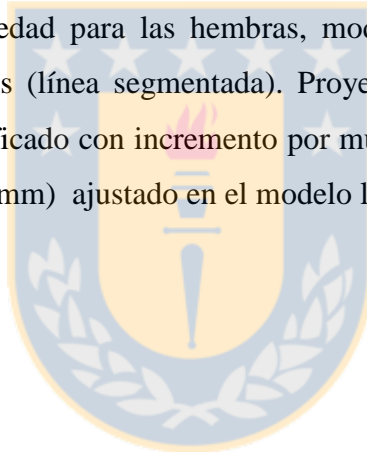 edad para las hembras, mod
s (línea segmentada). Proye
ficado con incremento por mu
mm) ajustado en el modelo l